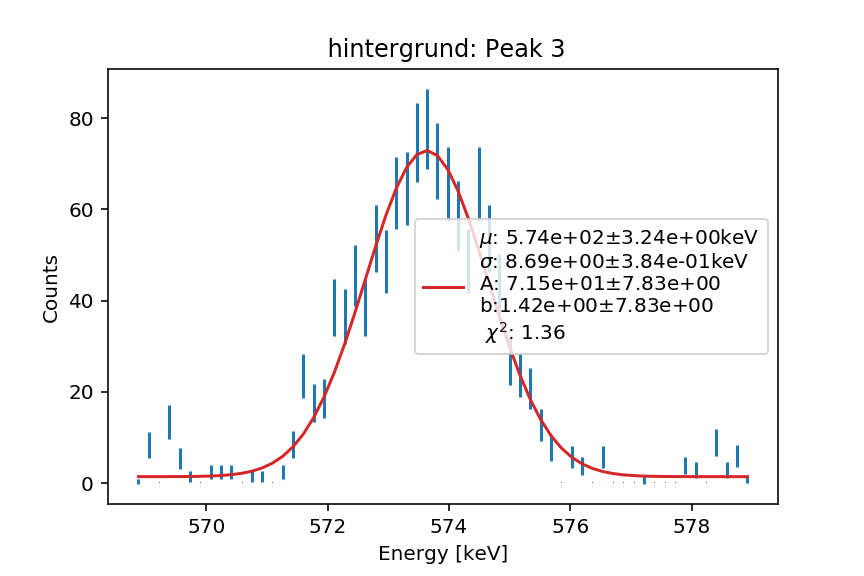 hintergrund: Peak 3
80
60
40
20
0
Counts
μ: 5.74e+02±3.24e+00keV
σ: 8.69e+00±3.84e-01keV
A: 7.15e+01±7.83e+00
b:1.42e+00±7.83e+00
χ²: 1.36
570 572 574 576 578
Energy [keV]